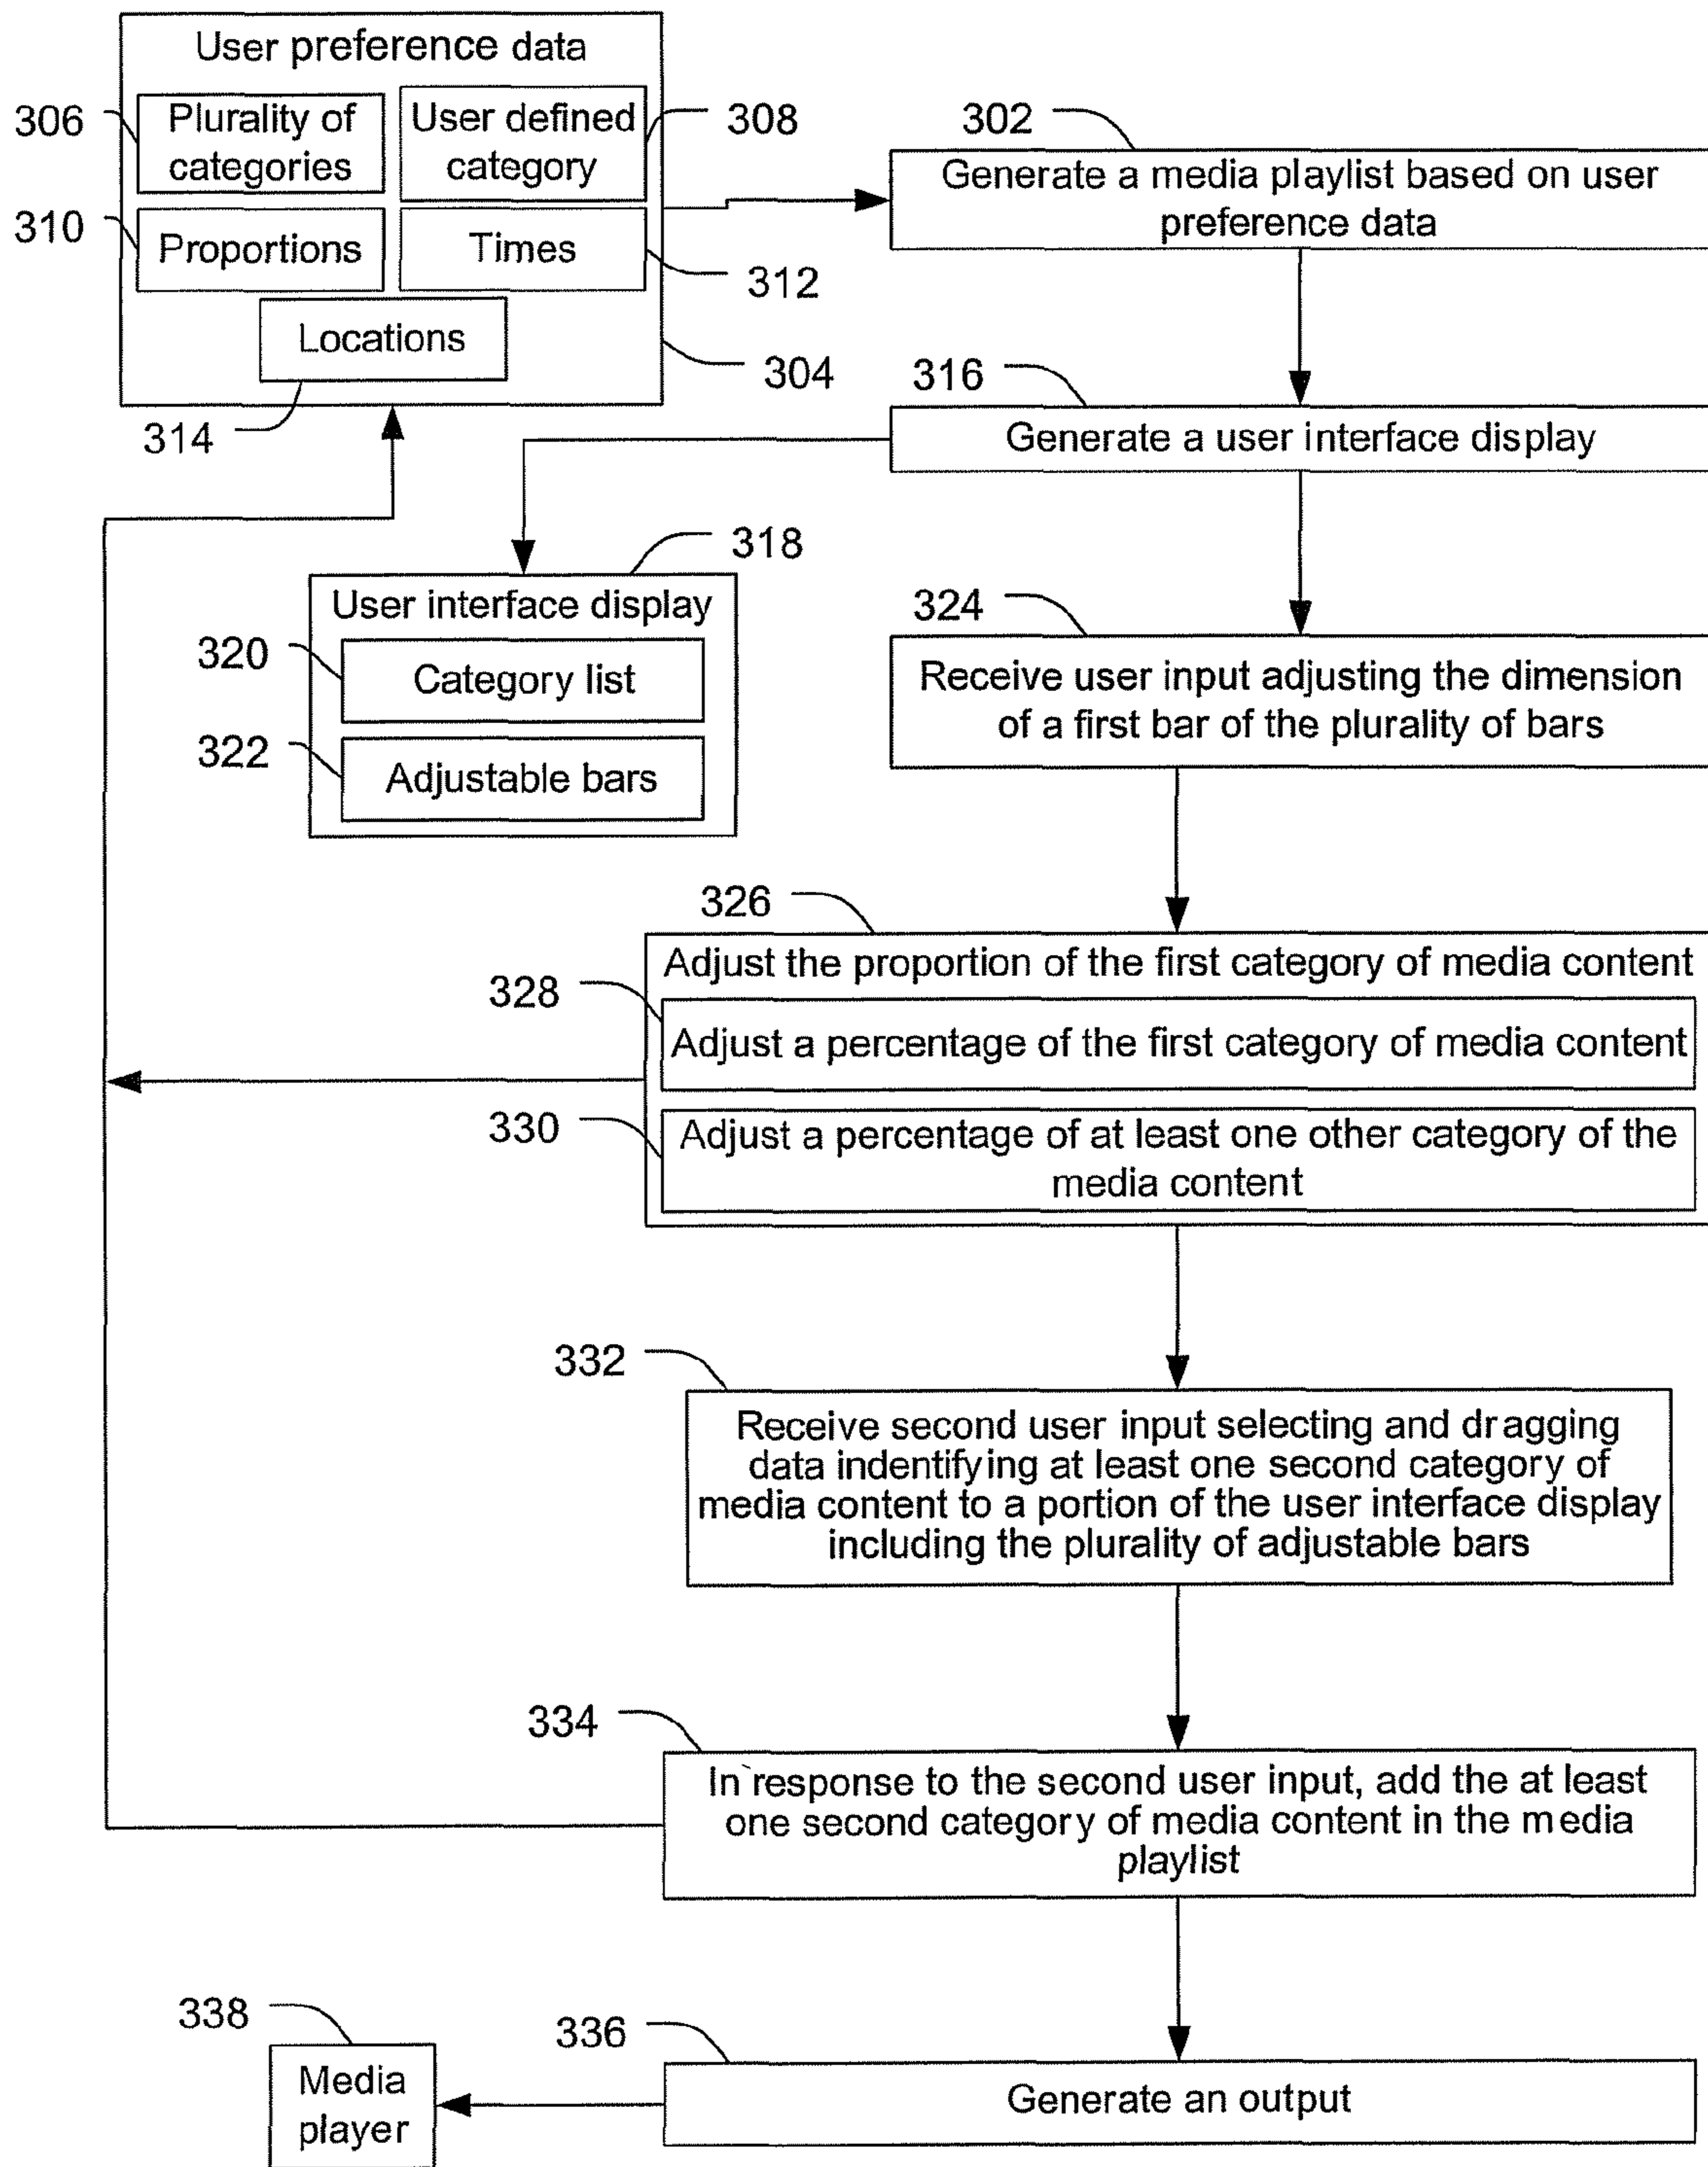 User preference data
306
Plurality of
categories
User defined
category
308
310
Proportions
Times
312
Locations
304
314
302
Generate a media playlist based on user
preference data
316
Generate a user interface display
318
User interface display
320
Category list
322
Adjustable bars
324
Receive user input adjusting the dimension
of a first bar of the plurality of bars
326
Adjust the proportion of the first category of media content
328
Adjust a percentage of the first category of media content
330
Adjust a percentage of at least one other category of the
media content
332
Receive second user input selecting and dragging
data indentifying at least one second category of
media content to a portion of the user interface display
including the plurality of adjustable bars
334
In response to the second user input, add the at least
one second category of media content in the media
playlist
336
Generate an output
338
Media
player